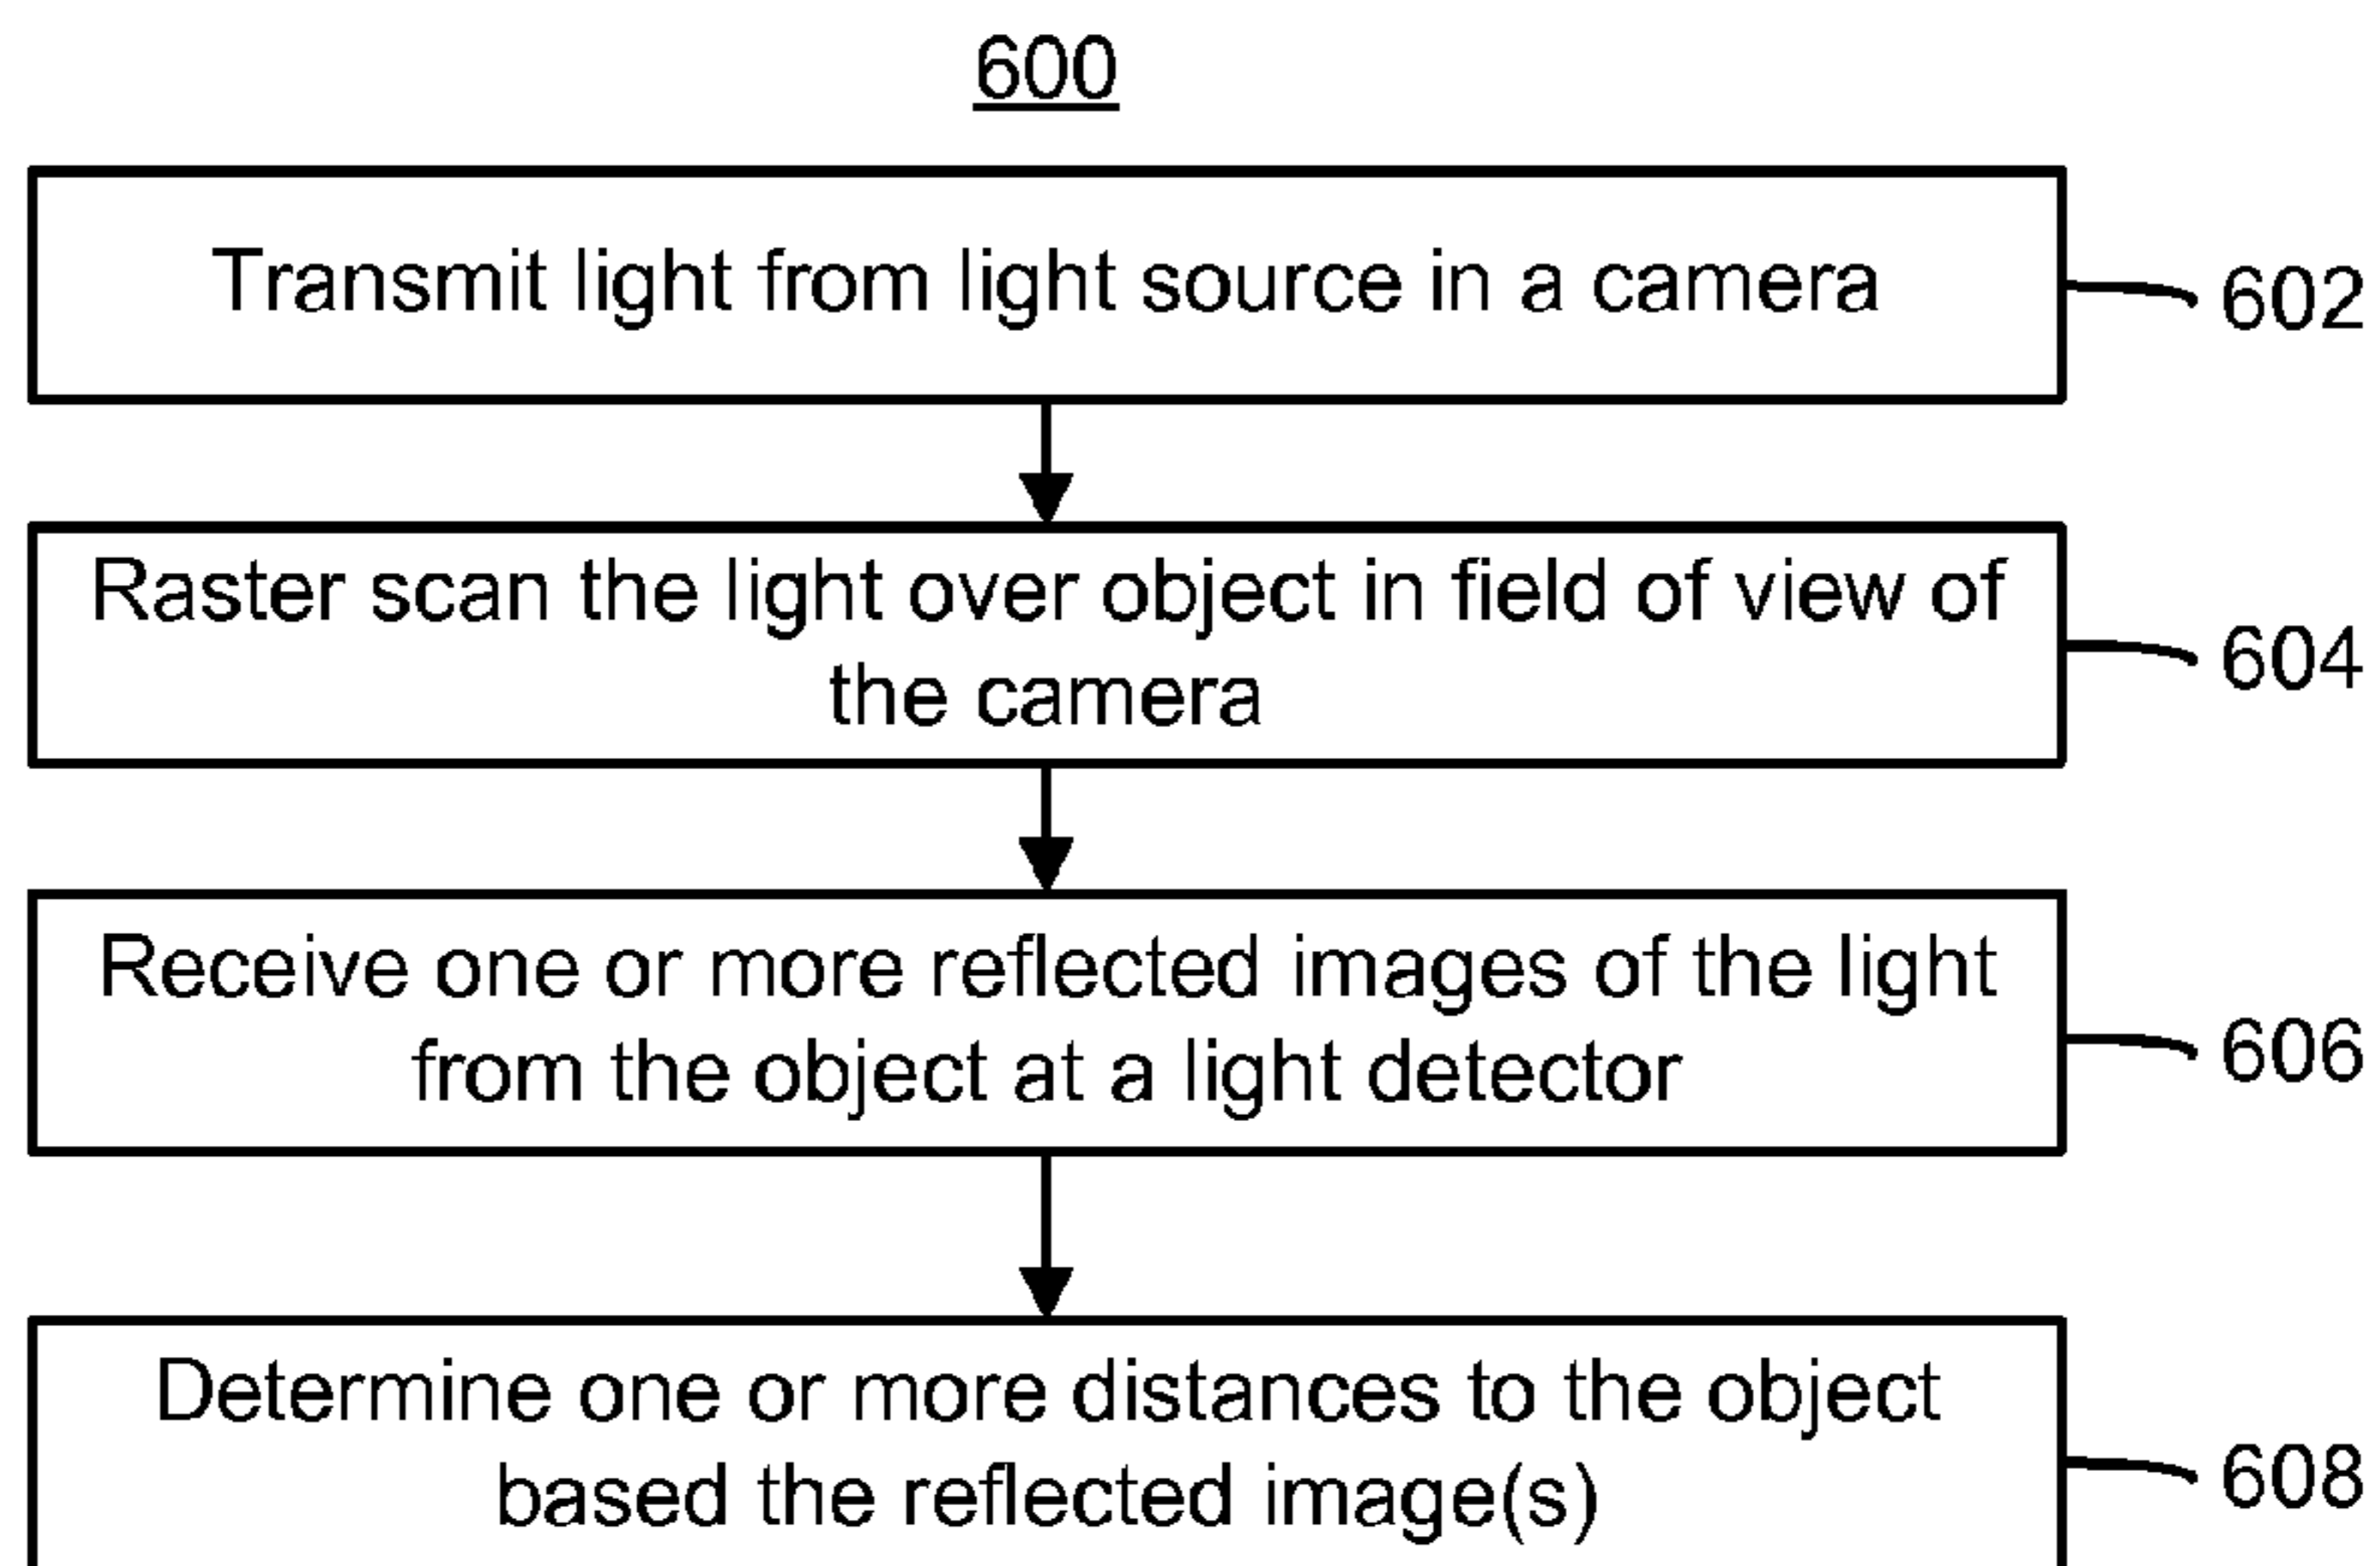 600
Transmit light from light source in a camera
602
Raster scan the light over object in field of view of
the camera
604
Receive one or more reflected images of the light
from the object at a light detector
606
Determine one or more distances to the object
based the reflected image(s)
608